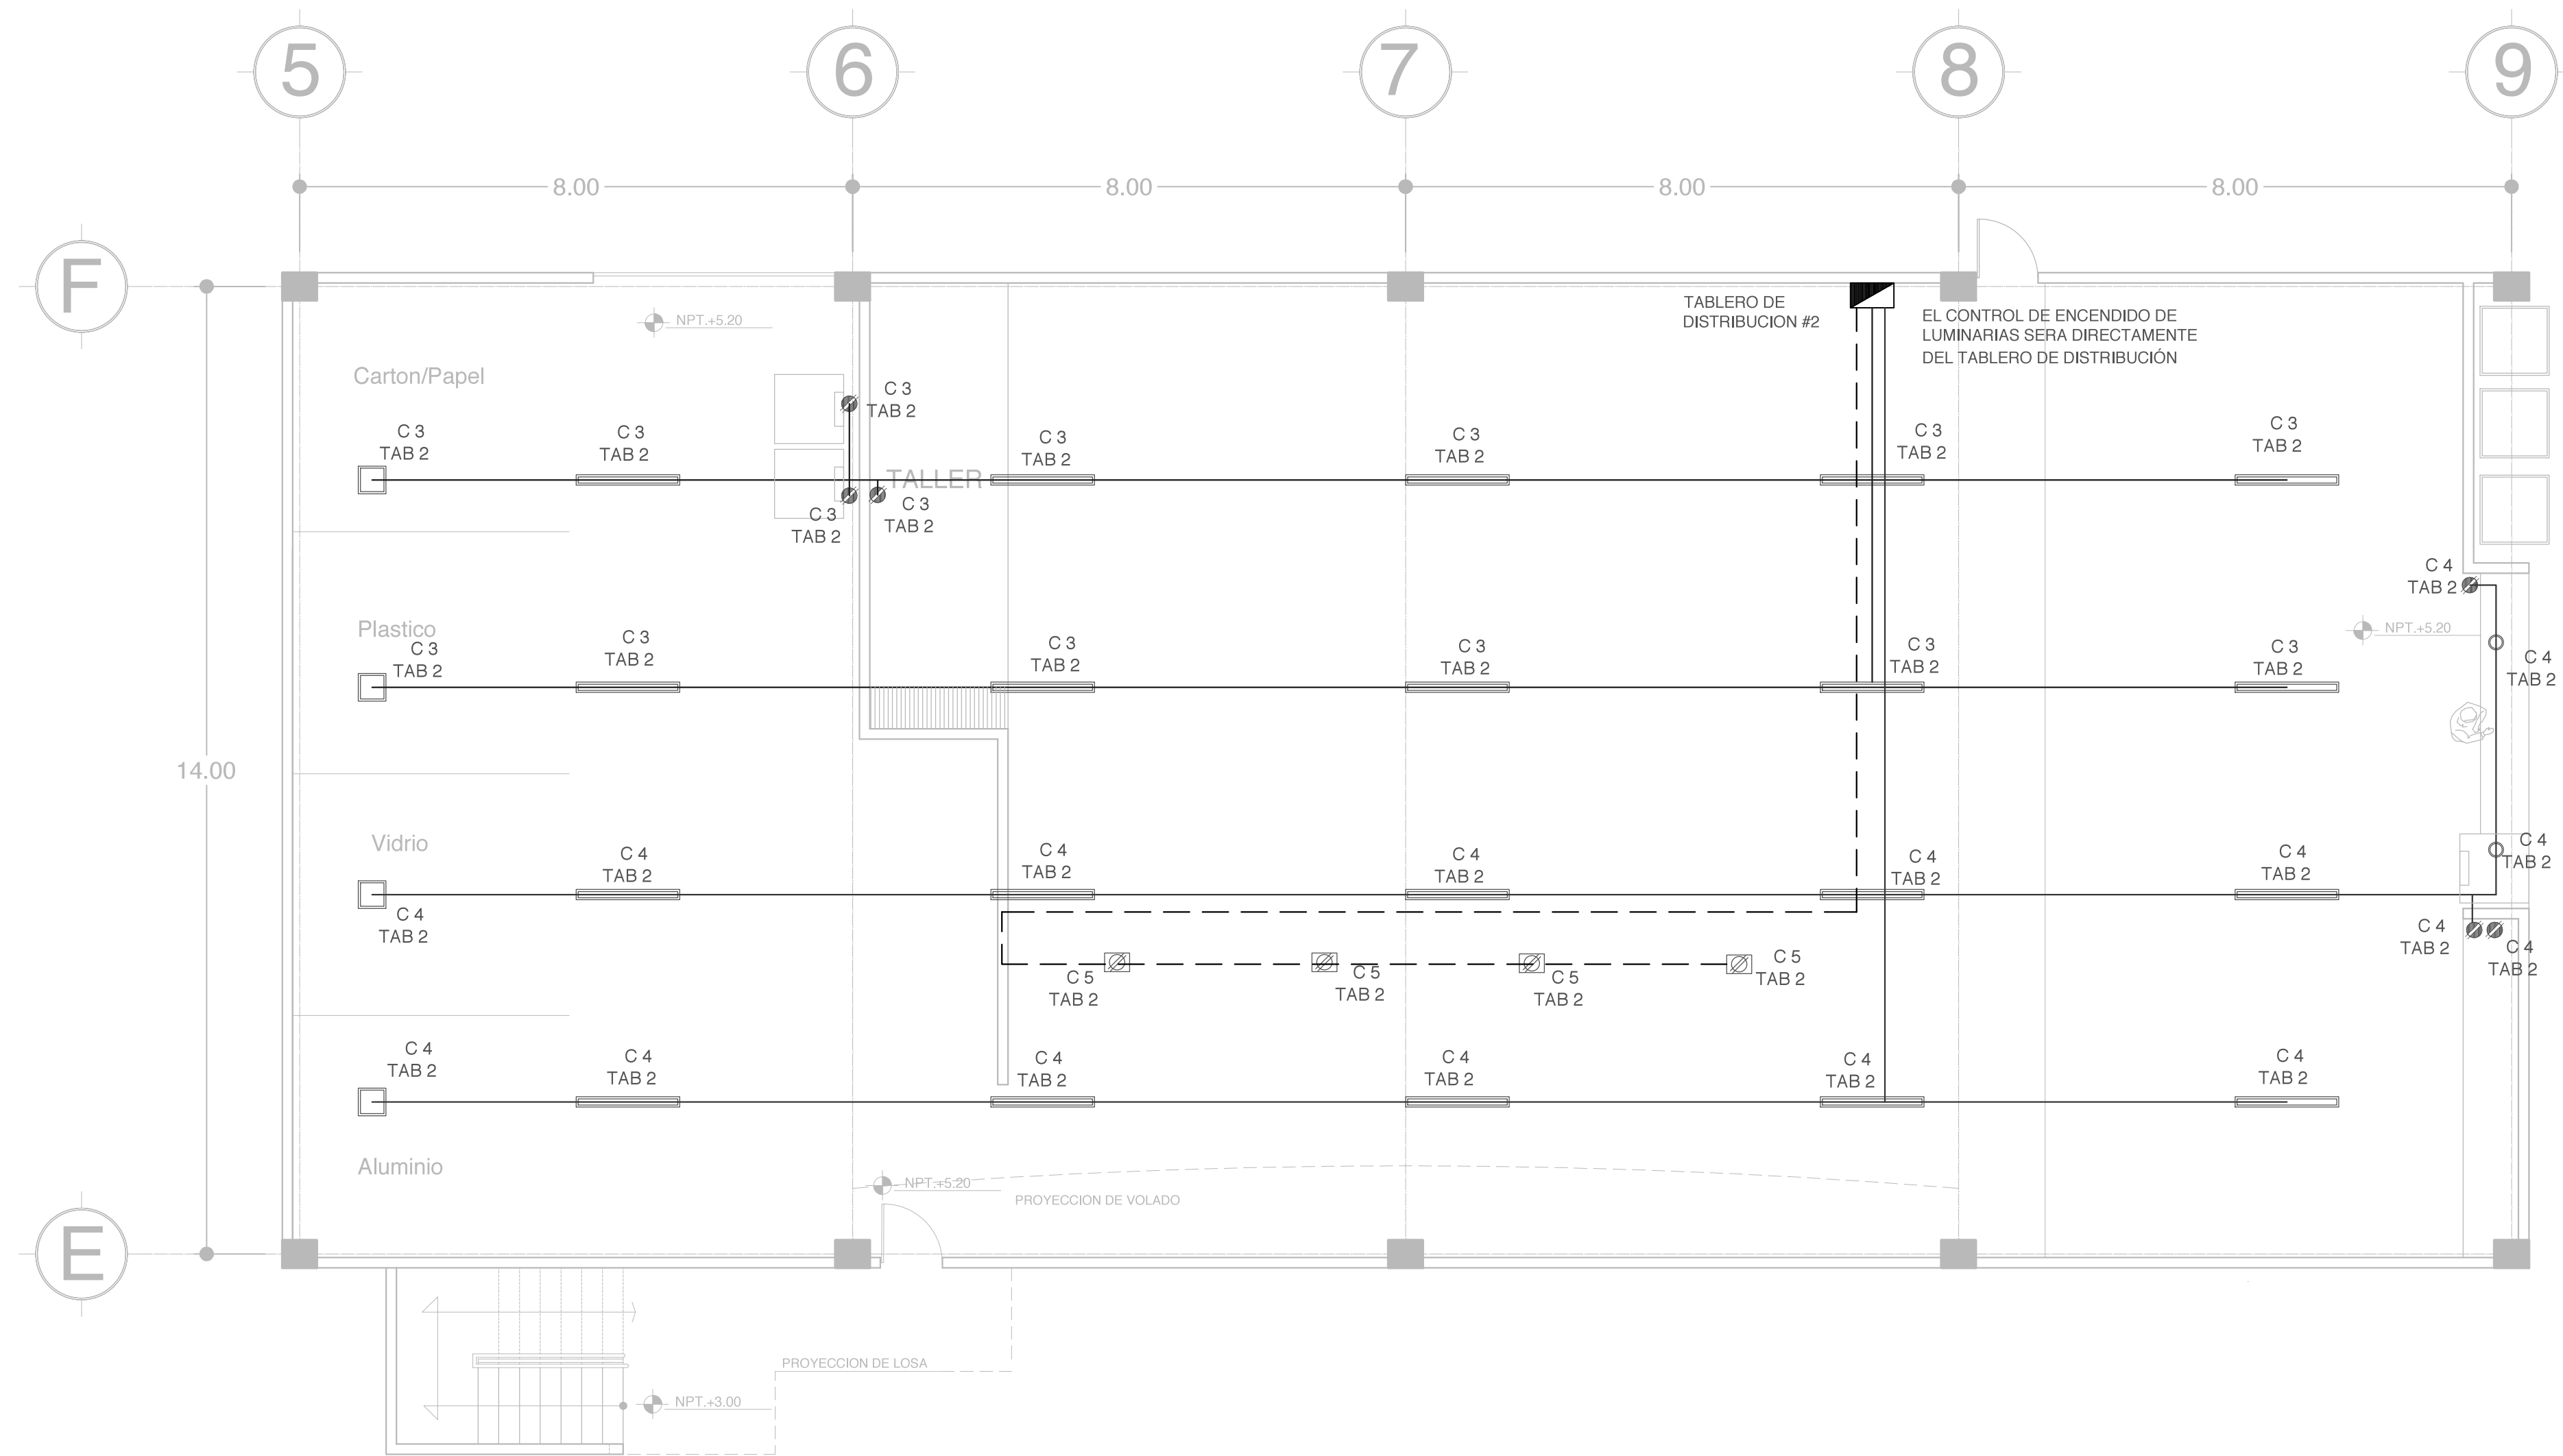 5
6
7
8
9
8.00
8.00
8.00
8.00
F
TABLERO DE
DISTRIBUCION #2
EL CONTROL DE ENCENDIDO DE
LUMINARIAS SERA DIRECTAMENTE
DEL TABLERO DE DISTRIBUCIÓN
NPT.+5.20
Carton/Papel
C 3
TAB 2
C 3
TAB 2
C 3
TAB 2
C 3
TAB 2
C 3
TAB 2
C 3
TAB 2
C 3
TAB 2
TALLER
C 3
TAB 2
C 3
TAB 2
C 4
TAB 2
Plastico
C 3
TAB 2
C 3
TAB 2
C 3
TAB 2
C 3
TAB 2
C 3
TAB 2
C 3
TAB 2
NPT.+5.20
C 4
TAB 2
14.00
Vidrio
C 4
TAB 2
C 4
TAB 2
C 4
TAB 2
C 4
TAB 2
C 4
TAB 2
C 4
TAB 2
C 4
TAB 2
C 4
TAB 2
C 4
TAB 2
C 5
TAB 2
C 5
TAB 2
C 5
TAB 2
C 5
TAB 2
C 4
TAB 2
C 4
TAB 2
C 4
TAB 2
C 4
TAB 2
C 4
TAB 2
C 4
TAB 2
Aluminio
NPT.+5.20
PROYECCION DE VOLADO
E
PROYECCION DE LOSA
NPT.+3.00